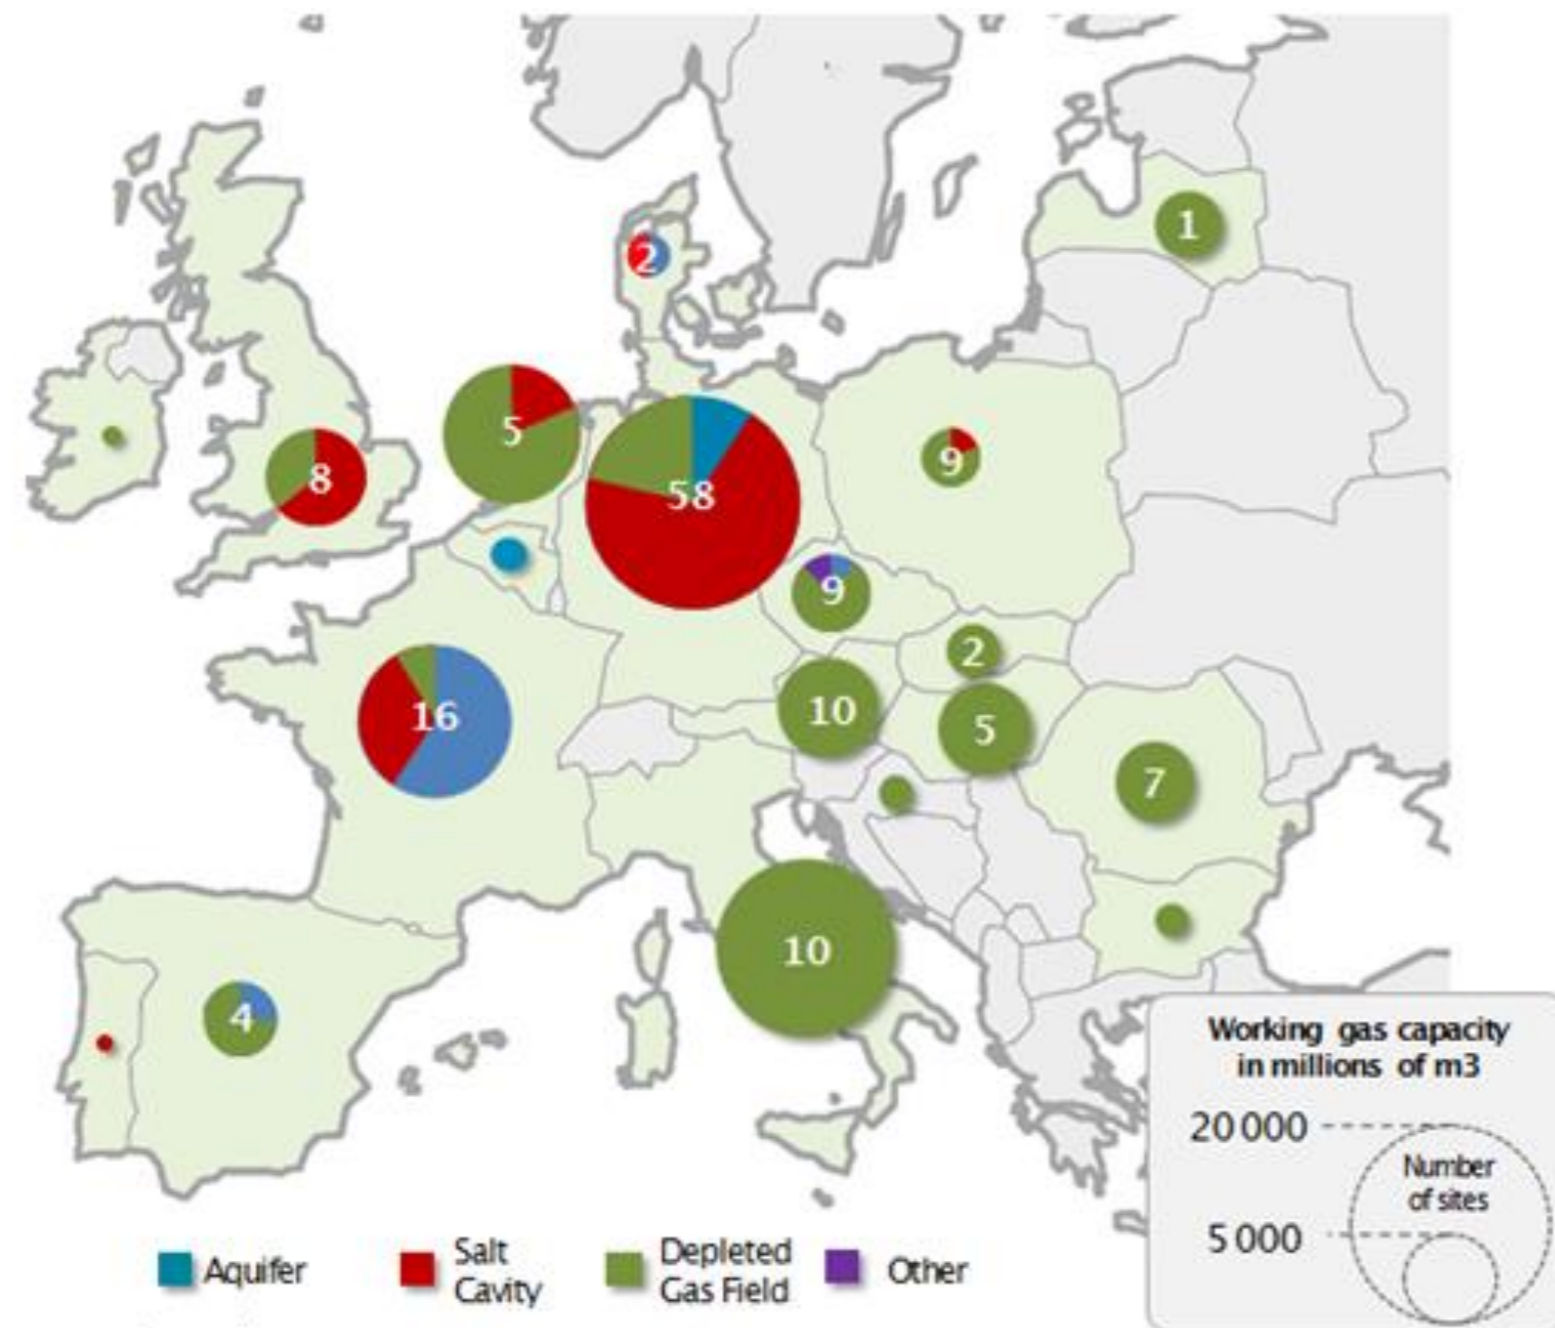 1
2
5
8
58
9
9
2
16
10
5
7
10
4
Working gas capacity
in millions of m3
20 000
Number
of sites
5 000
Aquifer
Salt
Cavity
Depleted
Gas Field
Other